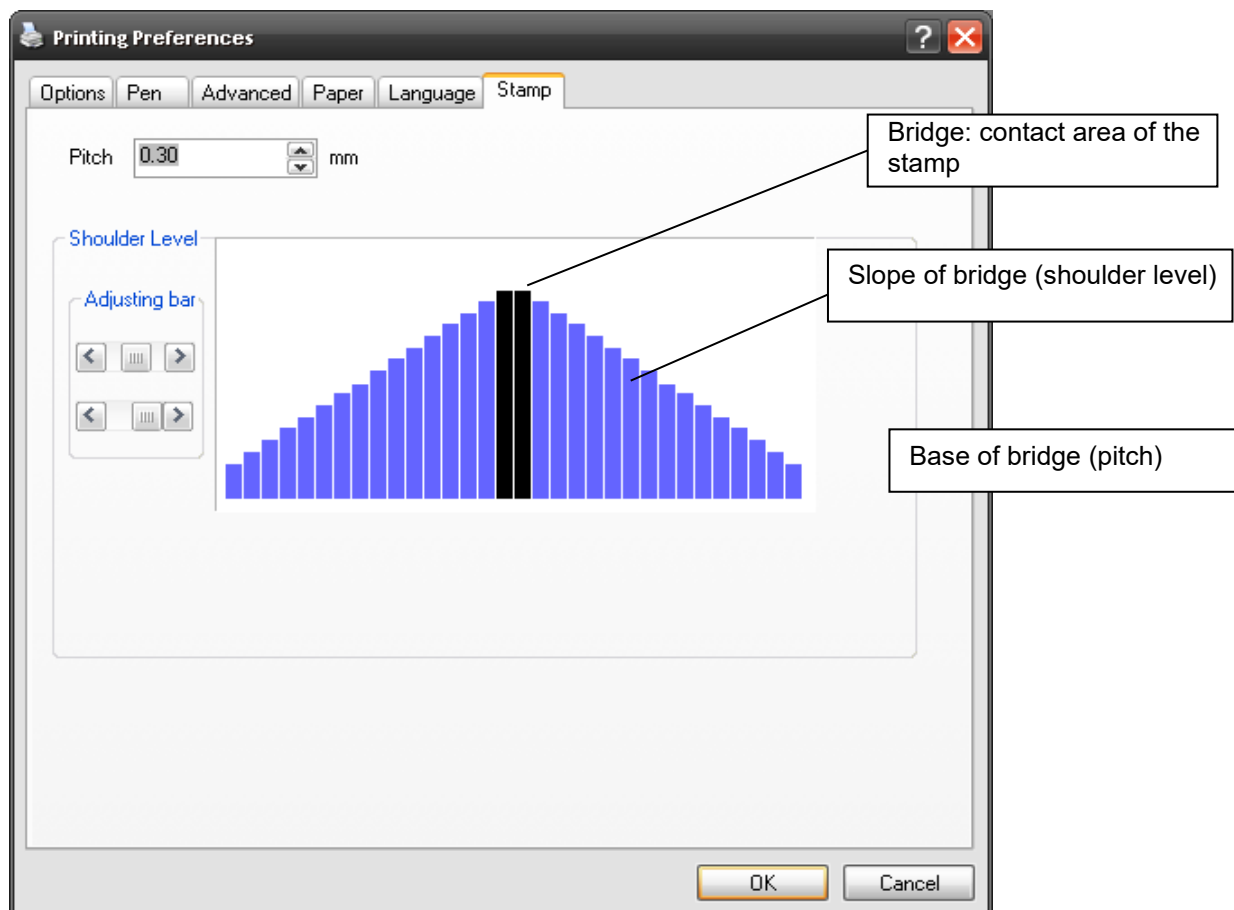 Printing Preferences
Options Pen Advanced Paper Language Stamp
Pitch 0.30 mm
Bridge: contact area of the
stamp
Shoulder Level
Slope of bridge (shoulder level)
Adjusting bar
Base of bridge (pitch)
OK Cancel